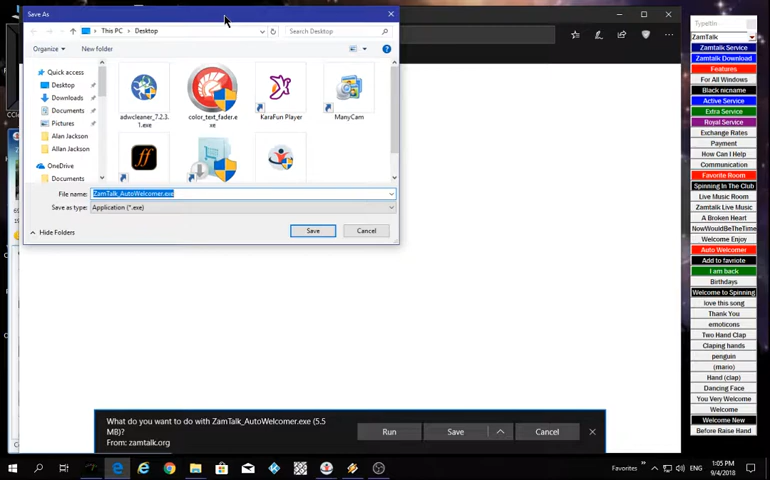 Save As
This PC
Desktop
Search Desktop
Organize
New folder
Quick access
Desktop
Downloads
Documents
Pictures
Alan Jackson
Allan Jackson
OneDrive
Documents
adwcleaner_7.2.3.
1.exe
color_text_fader.e
xe
KaraFun Player
ManyCam
File name:
ZamTalk_AutoWelcomer.exe
Save as type:
Application (*.exe)
Hide Folders
Save
Cancel
What do you want to do with ZamTalk_AutoWelcomer.exe (5.5
MB)?
From: zamtalk.org
Run
Save
Cancel
TypeItIn
ZamTalk
Zamtalk Service
Zamtalk Download
Features
For All Windows
Black nicname
Active Service
Extra Service
Royal Service
Exchange Rates
Payment
How Can I Help
Communication
Favorite Room
Spinning In The Club
Live Music Room
Zamtalk Live Music
A Broken Heart
NowWouldBeTheTime
Welcome Enjoy
Auto Welcomer
Add to favriote
I am back
Birthdays
Welcome to Spinning
love this song
Thank You
emoticons
Two Hand Clap
Claping hands
penguin
(mario)
Hand (clap)
Dancing Face
You Very Welcome
Welcome
Welcome New
Before Raise Hand
Favorites
ENG
1:05 PM
9/4/2018